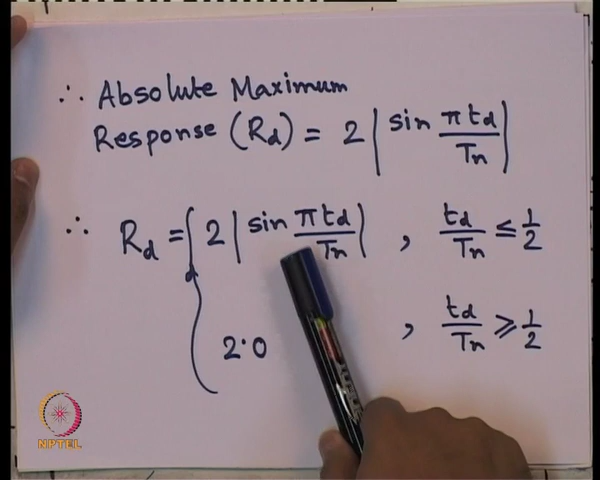 ∴ Absolute Maximum
Response (Rd) = 2 |sin πtd/Tn|
∴ Rd = { 2 |sin πtd/Tn| , td/Tn ≤ 1/2
2.0 , td/Tn ≥ 1/2
NPTEL